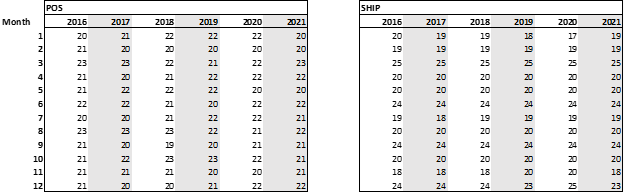 POS SHIP
Month 2016 2017 2018 2019 2020 2021 2016 2017 2018 2019 2020 2021
1 20 21 22 22 22 20 20 19 19 18 17 19
2 21 20 20 20 20 20 19 19 19 19 19 19
3 23 23 22 21 22 23 25 25 25 25 25 25
4 21 20 21 22 22 22 20 20 20 20 20 20
5 21 22 22 22 20 20 20 20 20 20 20 20
6 22 22 21 20 22 22 24 24 24 24 24 24
7 20 20 21 22 22 21 19 18 19 19 19 19
8 23 23 23 22 21 22 20 20 20 20 20 20
9 21 20 19 20 21 21 24 24 24 24 24 24
10 21 22 23 23 22 21 20 20 20 20 20 20
11 21 21 21 20 20 21 18 18 18 20 20 18
12 21 20 20 21 22 22 24 24 24 23 25 23